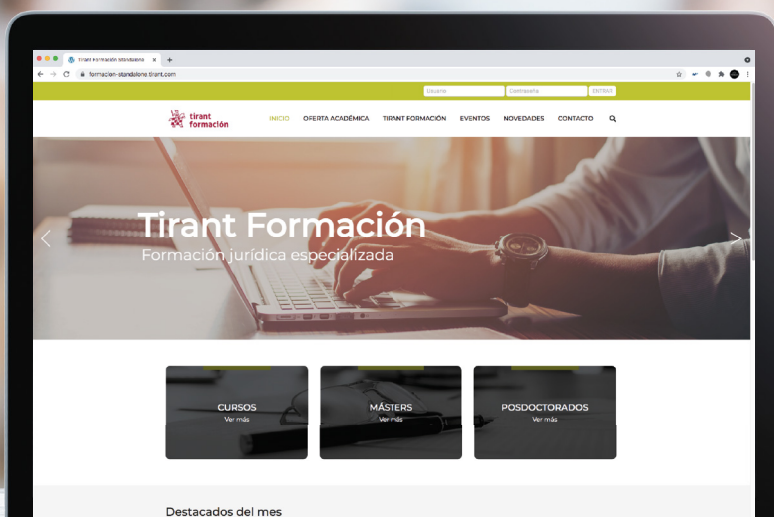 Tirant Formación Standalone
formacion-standalone.tirant.com
Usuario Contraseña ENTRAR
tirant
formación
INICIO OFERTA ACADÉMICA TIRANT FORMACIÓN EVENTOS NOVEDADES CONTACTO
Tirant Formación
Formación jurídica especializada
CURSOS
Ver más
MÁSTERS
Ver más
POSDOCTORADOS
Ver más
Destacados del mes